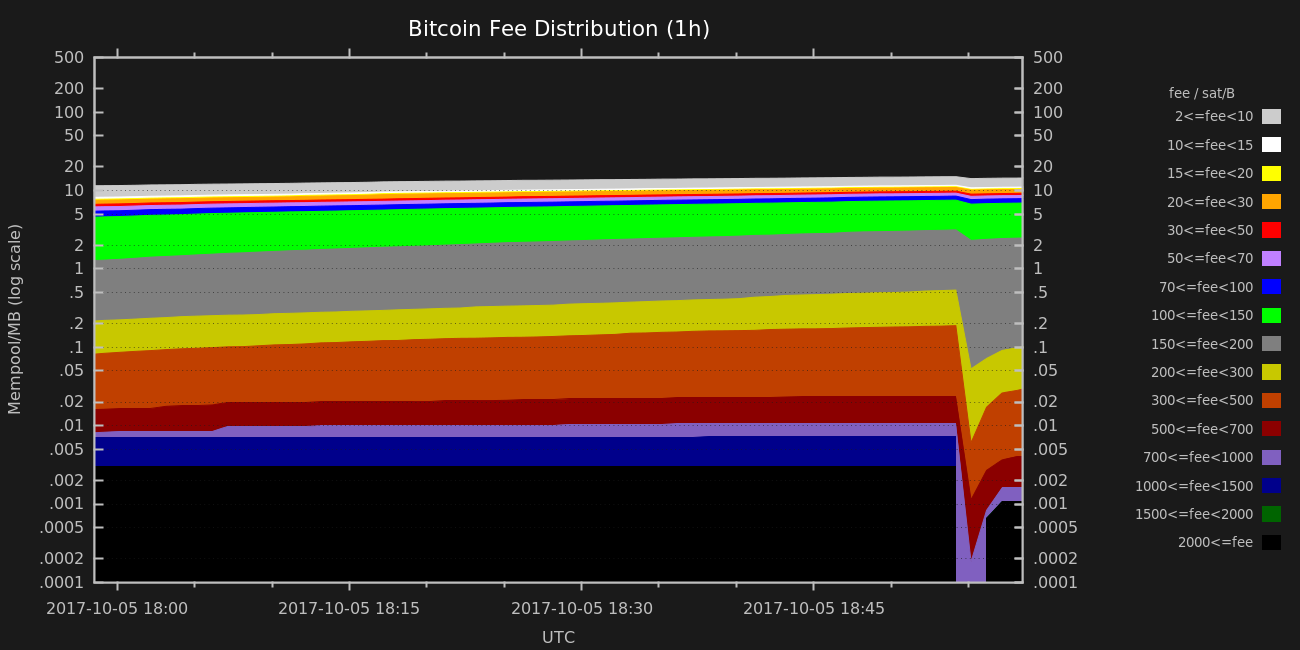 Bitcoin Fee Distribution (1h)
Mempool/MB (log scale)
500
200
100
50
20
10
5
2
1
.5
.2
.1
.05
.02
.01
.005
.002
.001
.0005
.0002
.0001
500
200
100
50
20
10
5
2
1
.5
.2
.1
.05
.02
.01
.005
.002
.001
.0005
.0002
.0001
2017-10-05 18:00 2017-10-05 18:15 2017-10-05 18:30 2017-10-05 18:45
UTC
fee / sat/B
2<=fee<10
10<=fee<15
15<=fee<20
20<=fee<30
30<=fee<50
50<=fee<70
70<=fee<100
100<=fee<150
150<=fee<200
200<=fee<300
300<=fee<500
500<=fee<700
700<=fee<1000
1000<=fee<1500
1500<=fee<2000
2000<=fee